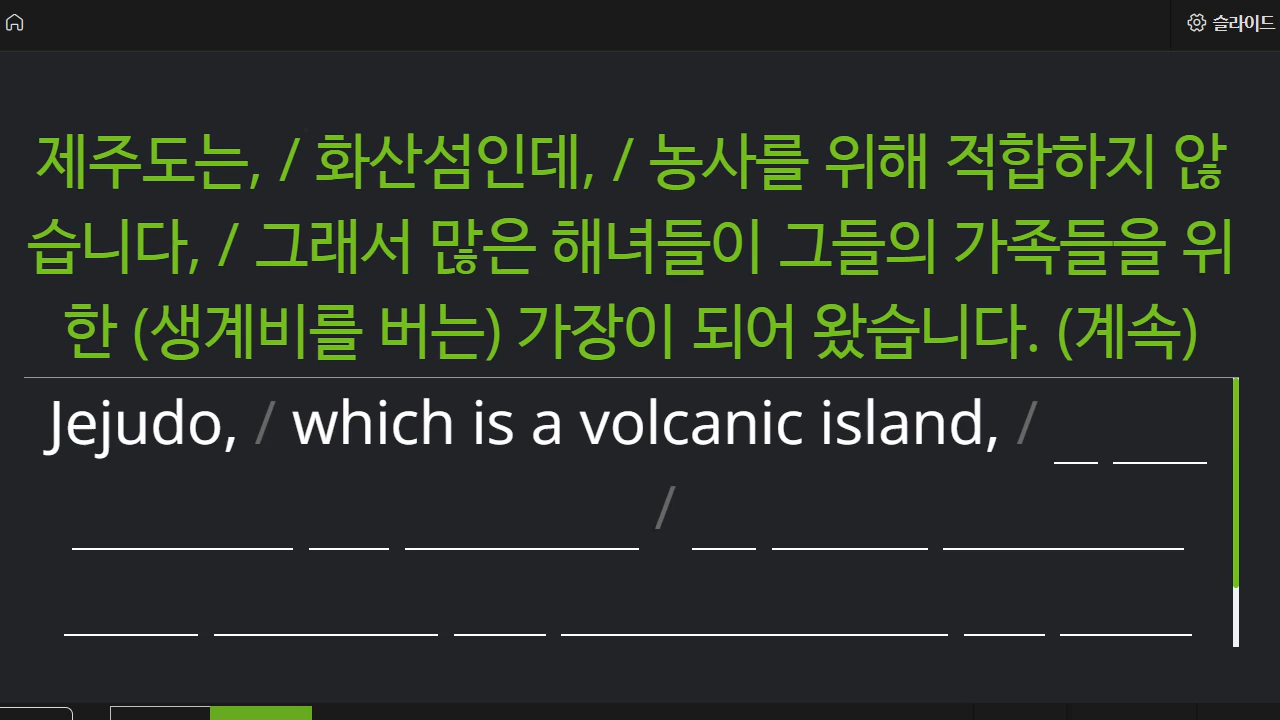 슬라이드
제주도는, / 화산섬인데, / 농사를 위해 적합하지 않
습니다, / 그래서 많은 해녀들이 그들의 가족들을 위
한 (생계비를 버는) 가장이 되어 왔습니다. (계속)
Jejudo, / which is a volcanic island, /
/